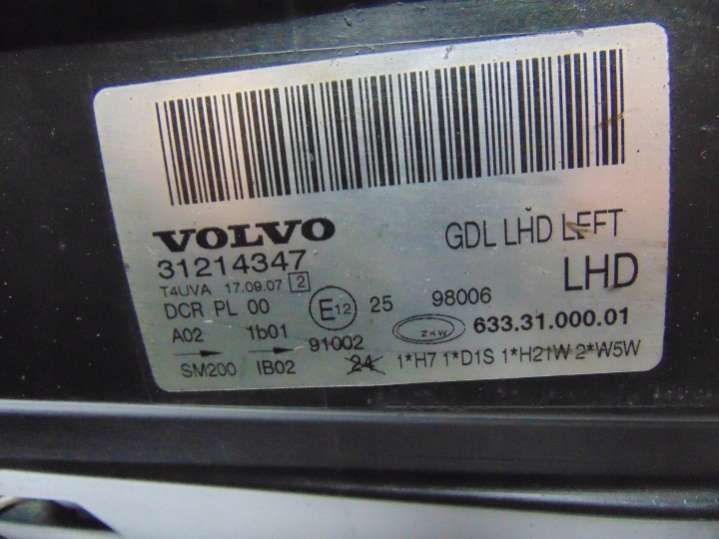 VOLVO GDL LHD LEFT
31214347 LHD
T4UVA 17.09.07 2
DCR PL 00 E12 25 98006
A02 1b01 91002 ZKW 633.31.000.01
SM200 IB02 24 1*H7 1*D1S 1*H21W 2*W5W